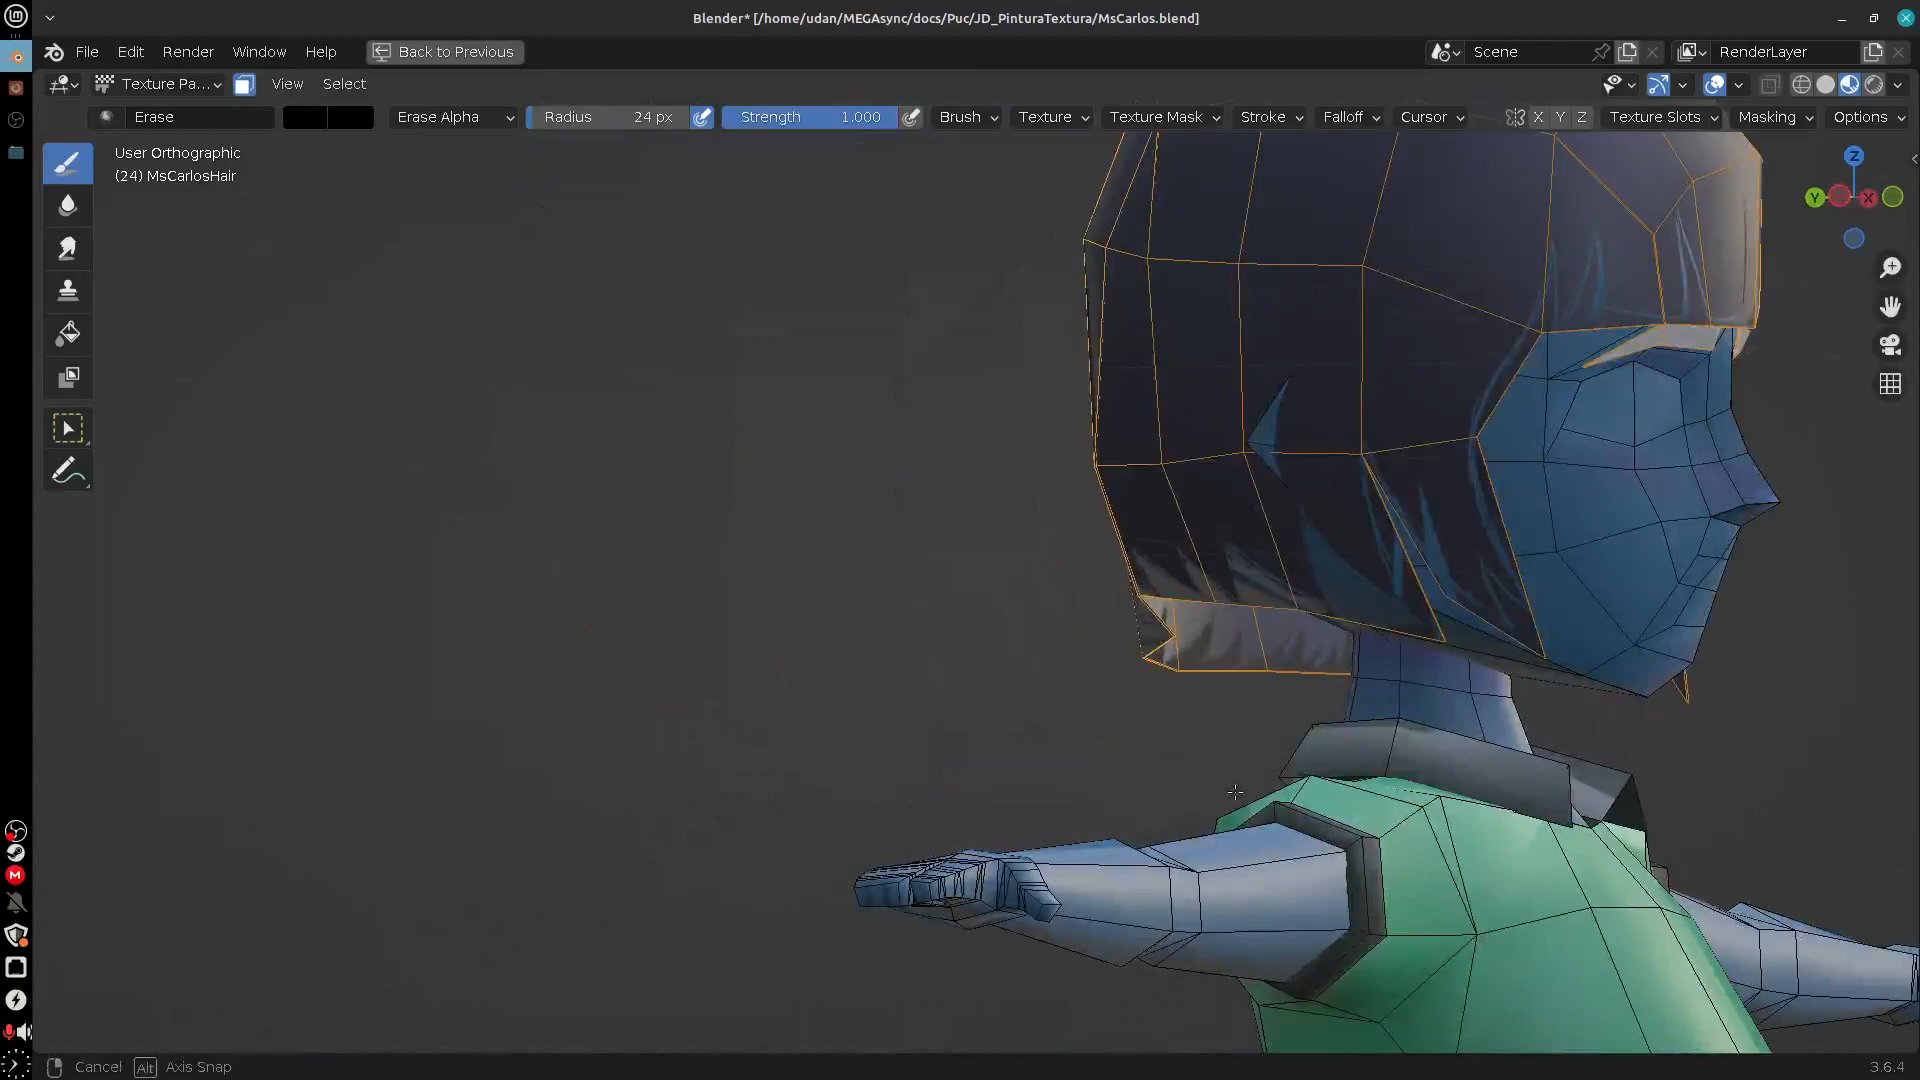 Blender* [/home/udan/MEGAsync/docs/Puc/JD_PinturaTextura/MsCarlos.blend]
File Edit Render Window Help Back to Previous Scene RenderLayer
Texture Pa... View Select
Erase Erase Alpha Radius 24 px Strength 1.000 Brush Texture Texture Mask Stroke Falloff Cursor X Y Z Texture Slots Masking Options
User Orthographic
(24) MsCarlosHair
Z
Y X
Cancel Alt Axis Snap 3.6.4